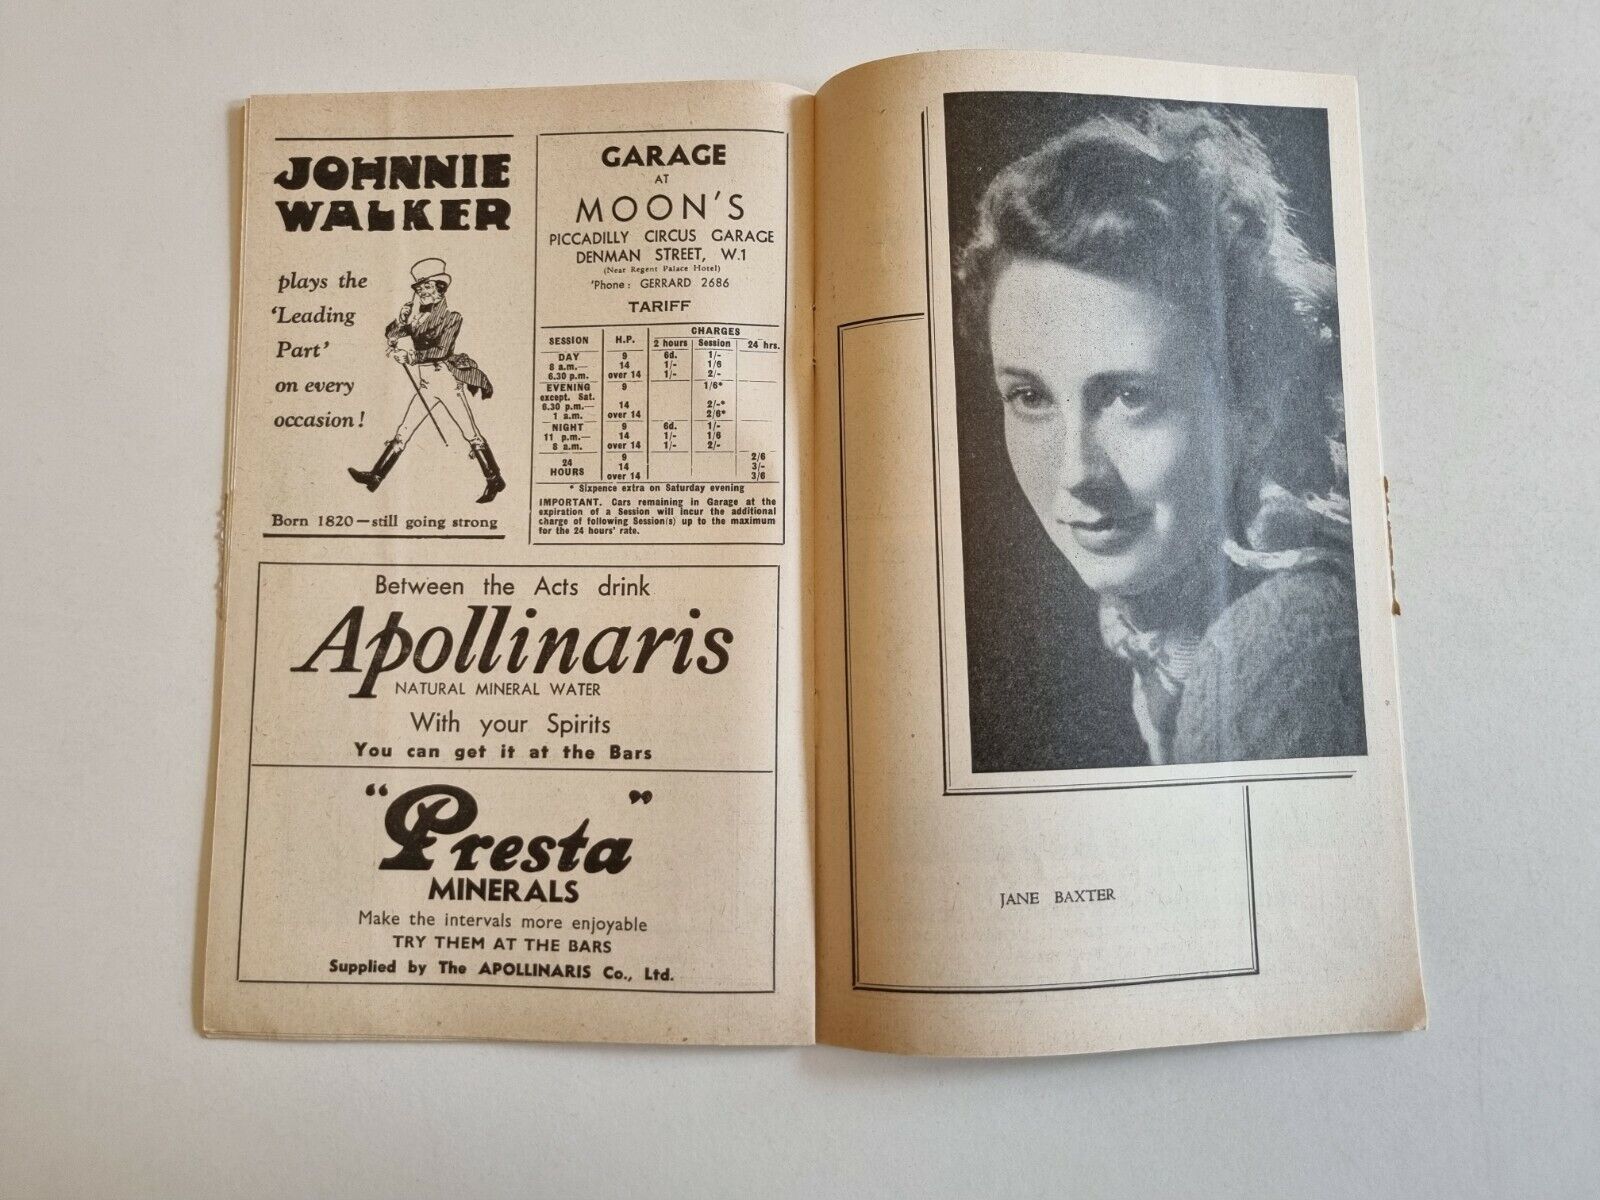 JOHNNIE
WALKER
plays the
'Leading
Part'
on every
occasion!
Born 1820—still going strong
GARAGE
AT
MOON'S
PICCADILLY CIRCUS GARAGE
DENMAN STREET, W.1
(Near Regent Palace Hotel)
'Phone: GERRARD 2686
TARIFF
SESSION H.P. CHARGES
2 hours Session 24 hrs.
DAY 9 6d. 1/-
8 a.m.— 14 1/- 1/6
6.30 p.m. over 14 1/- 2/-
EVENING 9 1/6*
except. Sat.
6.30 p.m.— 14 2/-*
1 a.m. over 14 2/6*
NIGHT 9 6d. 1/-
11 p.m.— 14 1/- 1/6
8 a.m. over 14 1/- 2/-
24 9 2/6
HOURS 14 3/-
over 14 3/6
* Sixpence extra on Saturday evening
IMPORTANT. Cars remaining in Garage at the
expiration of a Session will incur the additional
charge of following Session(s) up to the maximum
for the 24 hours' rate.
Between the Acts drink
Apollinaris
NATURAL MINERAL WATER
With your Spirits
You can get it at the Bars
"Presta"
MINERALS
Make the intervals more enjoyable
TRY THEM AT THE BARS
Supplied by The APOLLINARIS Co., Ltd.
JANE BAXTER